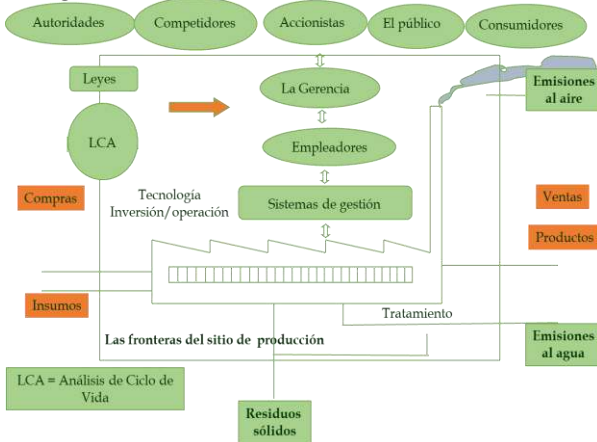 Autoridades
Competidores
Accionistas
El público
Consumidores
Leyes
La Gerencia
Emisiones
al aire
LCA
Empleadores
Compras
Tecnología
Inversión/operación
Sistemas de gestión
Ventas
Productos
Insumos
Tratamiento
Las fronteras del sitio de producción
Emisiones
al agua
LCA = Análisis de Ciclo de
Vida
Residuos
sólidos